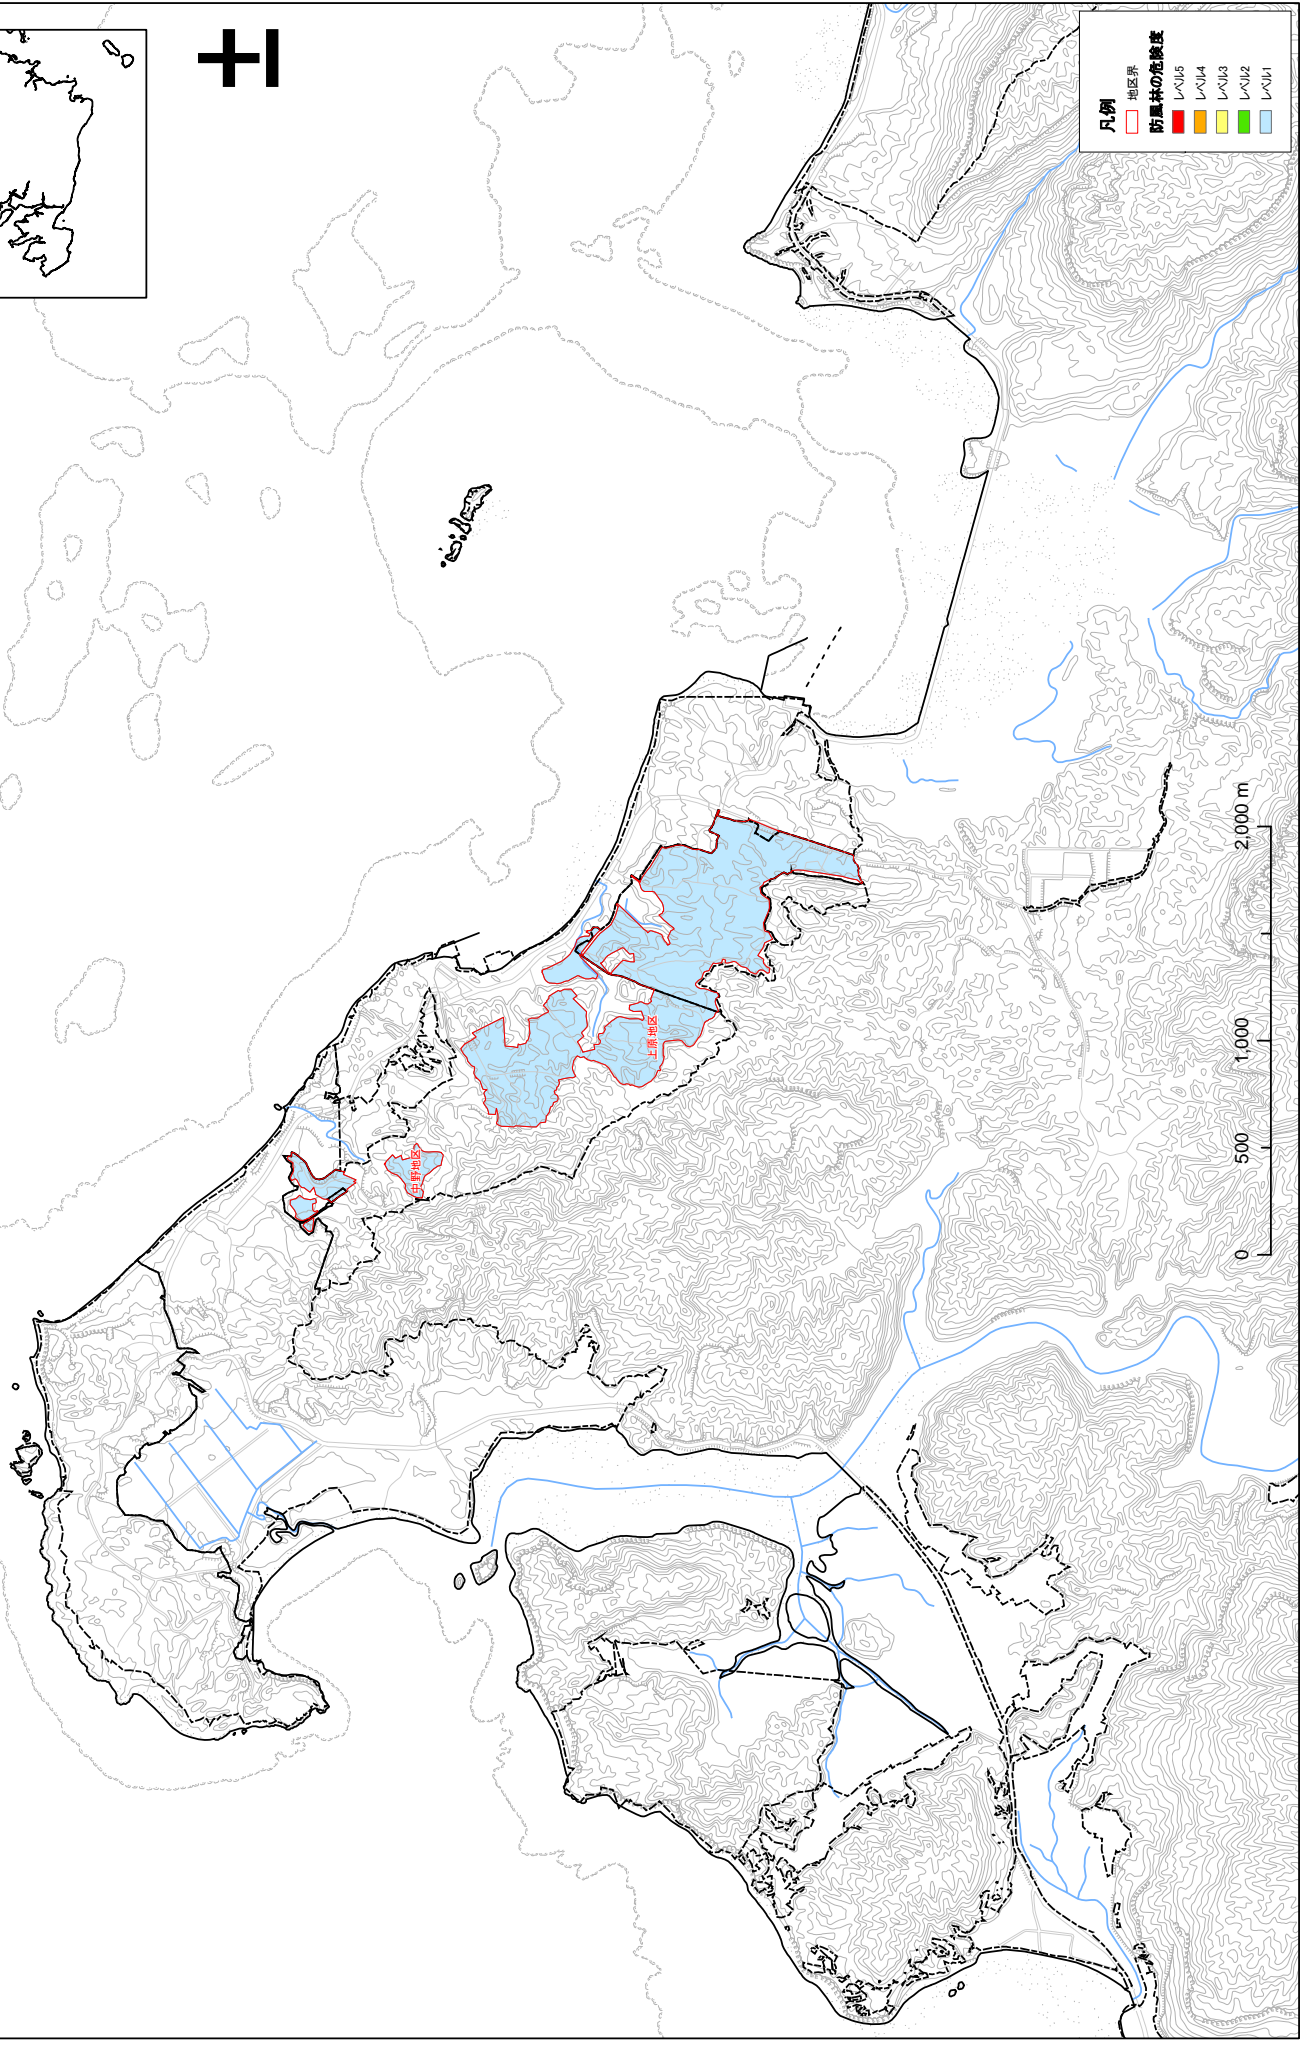 凡例
地区界
防風林の危険度
レベル5
レベル4
レベル3
レベル2
レベル1
中野地区
上原地区
0 500 1,000 2,000 m